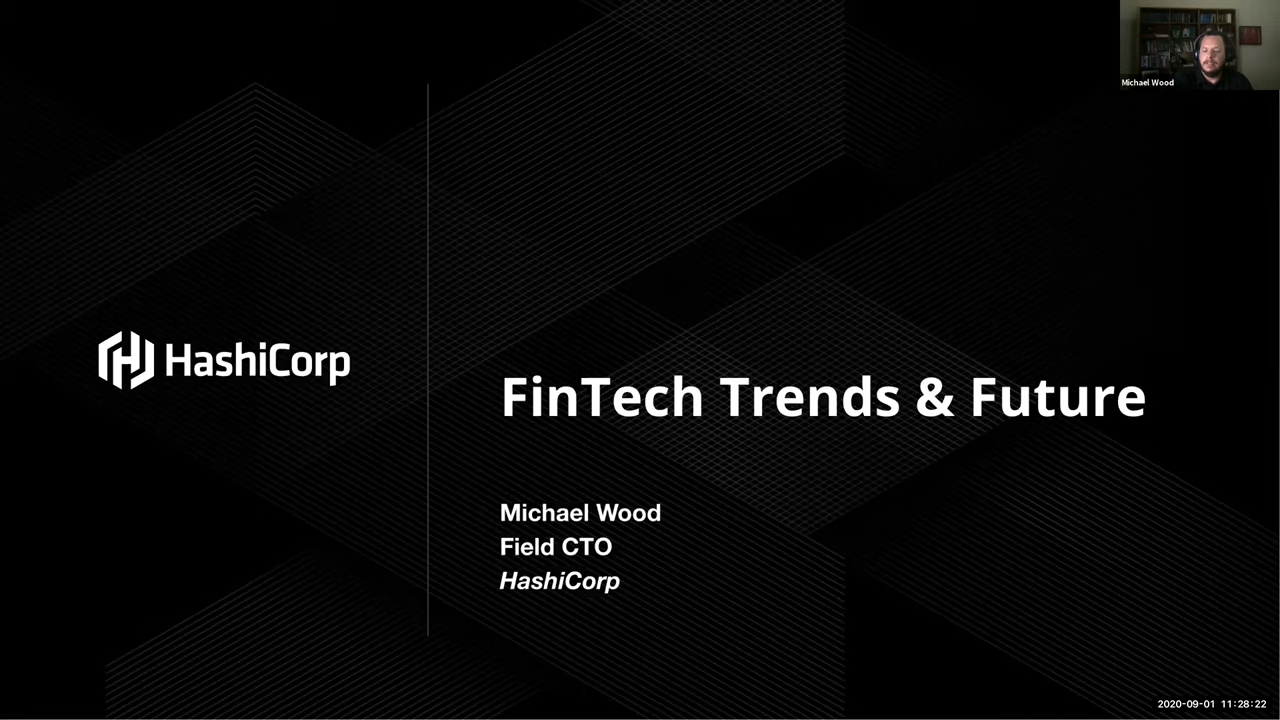 Michael Wood
HashiCorp
FinTech Trends & Future
Michael Wood
Field CTO
HashiCorp
2020-09-01 11:28:22